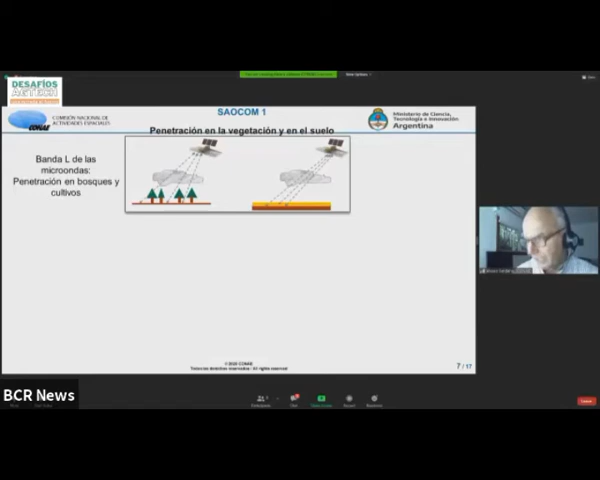 DESAFÍOS
AGTECH
SAOCOM 1
CONAE
COMISIÓN NACIONAL DE
ACTIVIDADES ESPACIALES
Ministerio de Ciencia,
Tecnología e Innovación
Argentina
Penetración en la vegetación y en el suelo
Banda L de las
microondas:
Penetración en bosques y
cultivos
Todos los derechos reservados / All rights reserved
7 / 17
BCR News